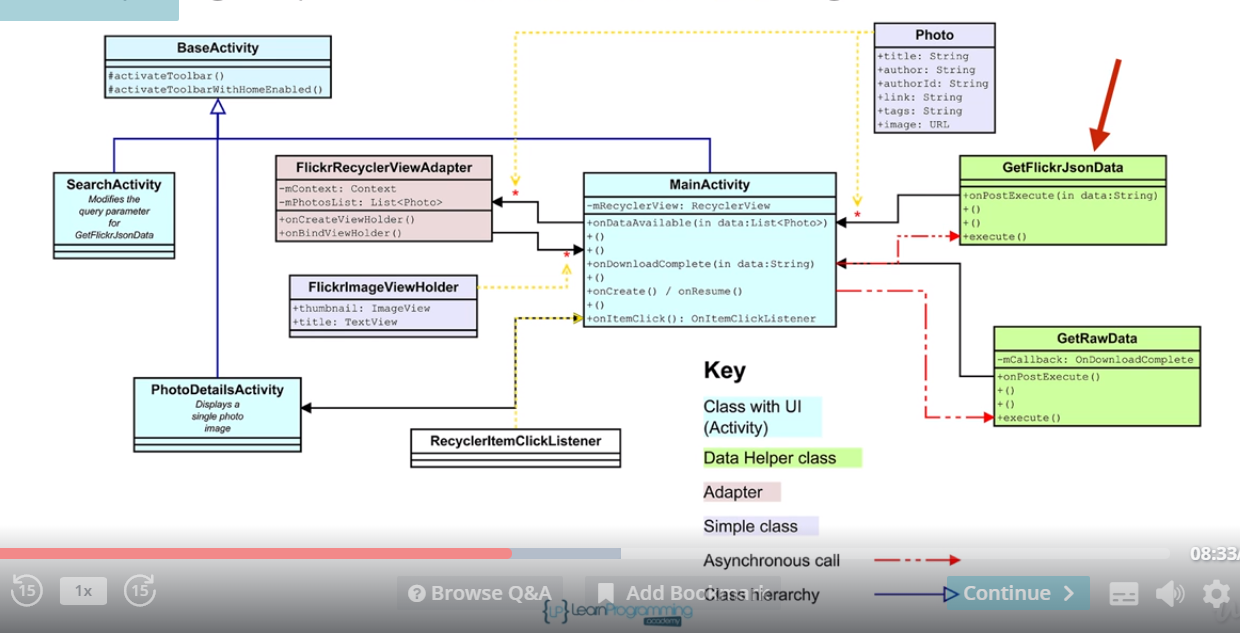 BaseActivity
#activateToolbar()
#activateToolbarWithHomeEnabled()
Photo
+title: String
+author: String
+authorId: String
+link: String
+tags: String
+image: URL
SearchActivity
Modifies the
query parameter
for
GetFlickrJsonData
FlickrRecyclerViewAdapter
-mContext: Context
-mPhotosList: List<Photo>
+onCreateViewHolder()
+onBindViewHolder()
*
*
*
MainActivity
-mRecyclerView: RecyclerView
+onDataAvailable(in data:List<Photo>)
+()
+()
+onDownloadComplete(in data:String)
+()
+onCreate() / onResume()
+()
+onItemClick(): OnItemClickListener
GetFlickrJsonData
+onPostExecute(in data:String)
+()
+()
+execute()
FlickrImageViewHolder
+thumbnail: ImageView
+title: TextView
GetRawData
-mCallback: OnDownloadComplete
+onPostExecute()
+()
+()
+execute()
PhotoDetailsActivity
Displays a
single photo
image
RecyclerItemClickListener
Key
Class with UI
(Activity)
Data Helper class
Adapter
Simple class
Asynchronous call
Class hierarchy
08:33/
15
1x
15
Browse Q&A
Add Bookmark
Continue
{LP} LearnProgramming
academy